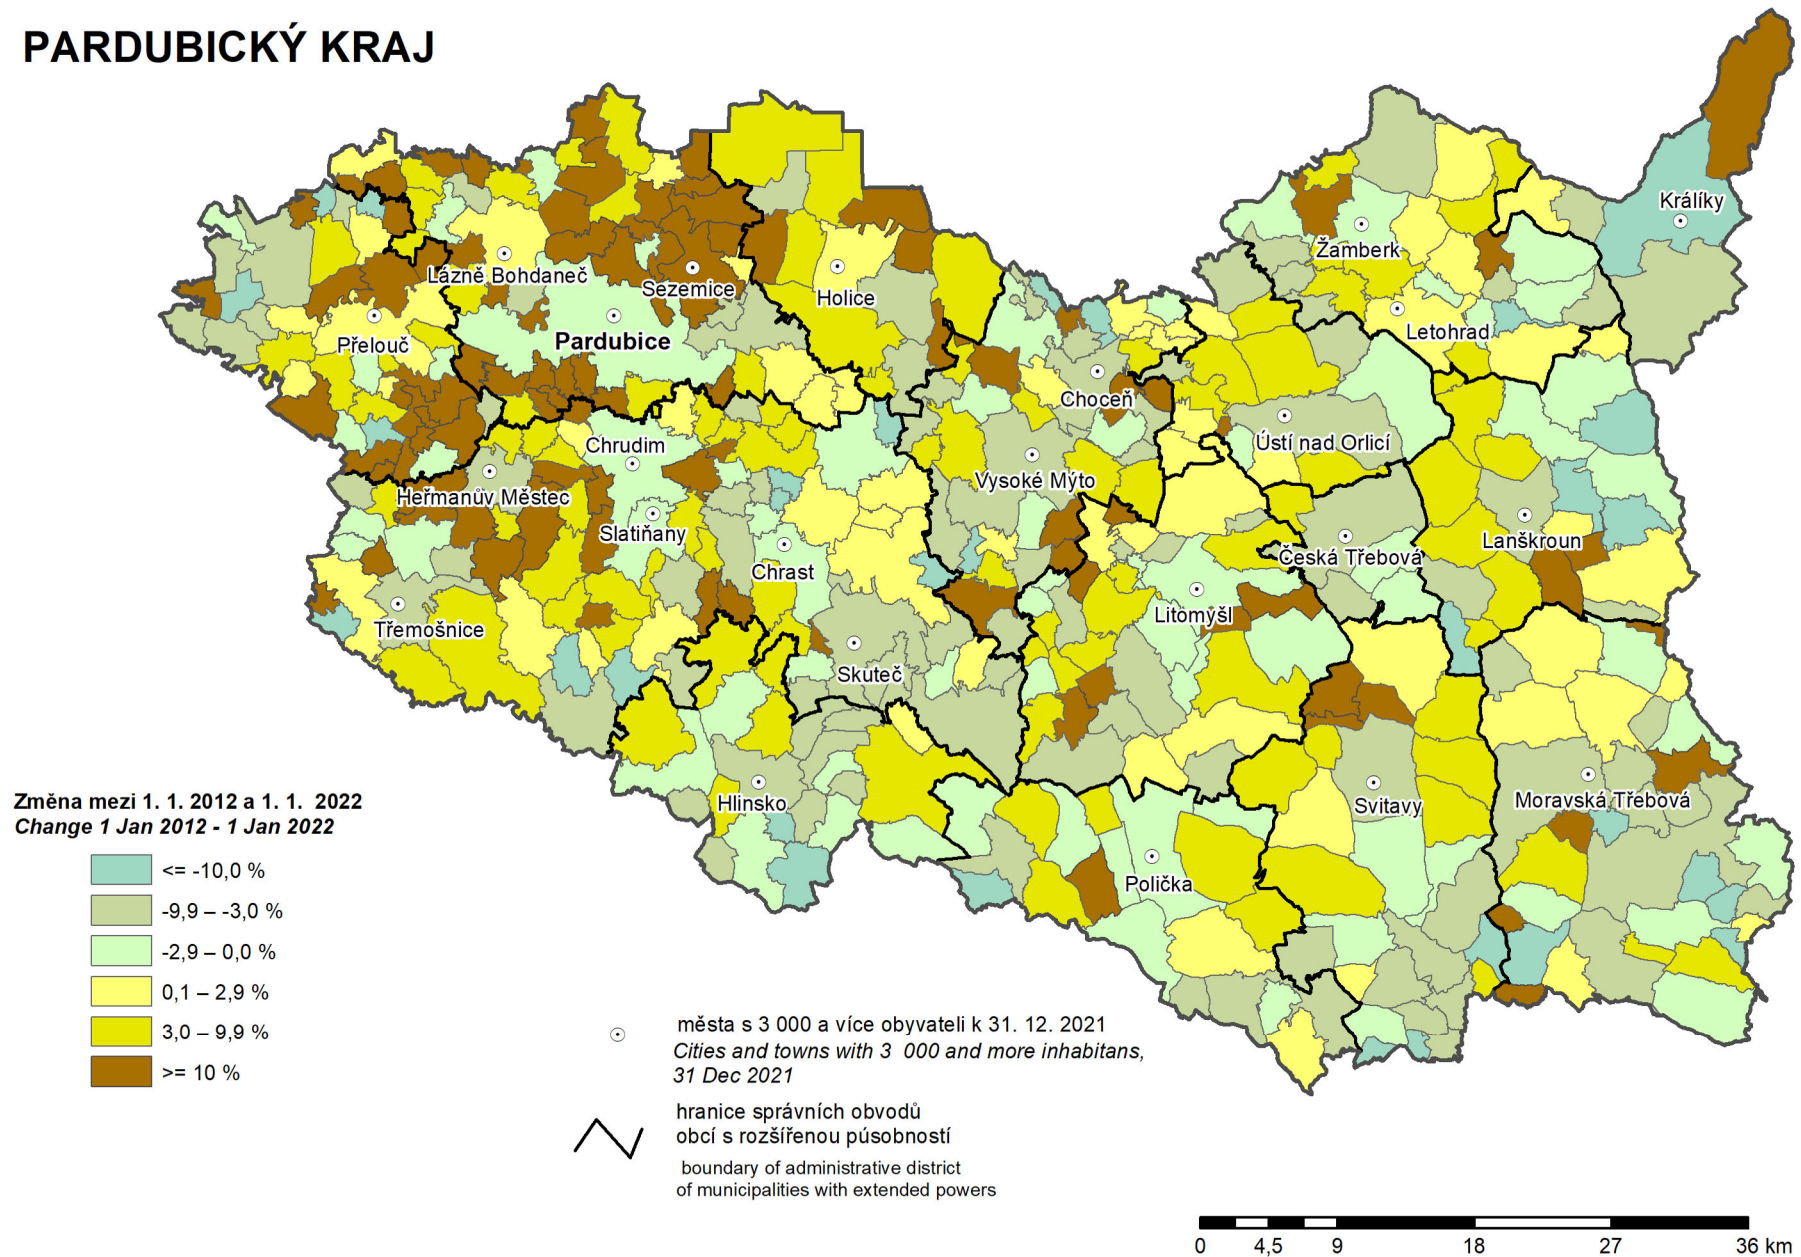 PARDUBICKÝ KRAJ
Králíky
Žamberk
Lázně Bohdaneč
Sezemice
Holice
Letohrad
Přelouč
Pardubice
Choceň
Chrudim
Ústí nad Orlicí
Heřmanův Městec
Vysoké Mýto
Slatiňany
Lanškroun
Chrast
Česká Třebová
Litomyšl
Třemošnice
Skuteč
Hlinsko
Svitavy
Moravská Třebová
Polička
Změna mezi 1. 1. 2012 a 1. 1. 2022
Change 1 Jan 2012 - 1 Jan 2022
<= -10,0 %
-9,9 – -3,0 %
-2,9 – 0,0 %
0,1 – 2,9 %
3,0 – 9,9 %
>= 10 %
města s 3 000 a více obyvateli k 31. 12. 2021
Cities and towns with 3 000 and more inhabitans,
31 Dec 2021
hranice správních obvodů
obcí s rozšířenou púsobností
boundary of administrative district
of municipalities with extended powers
0 4,5 9 18 27 36 km